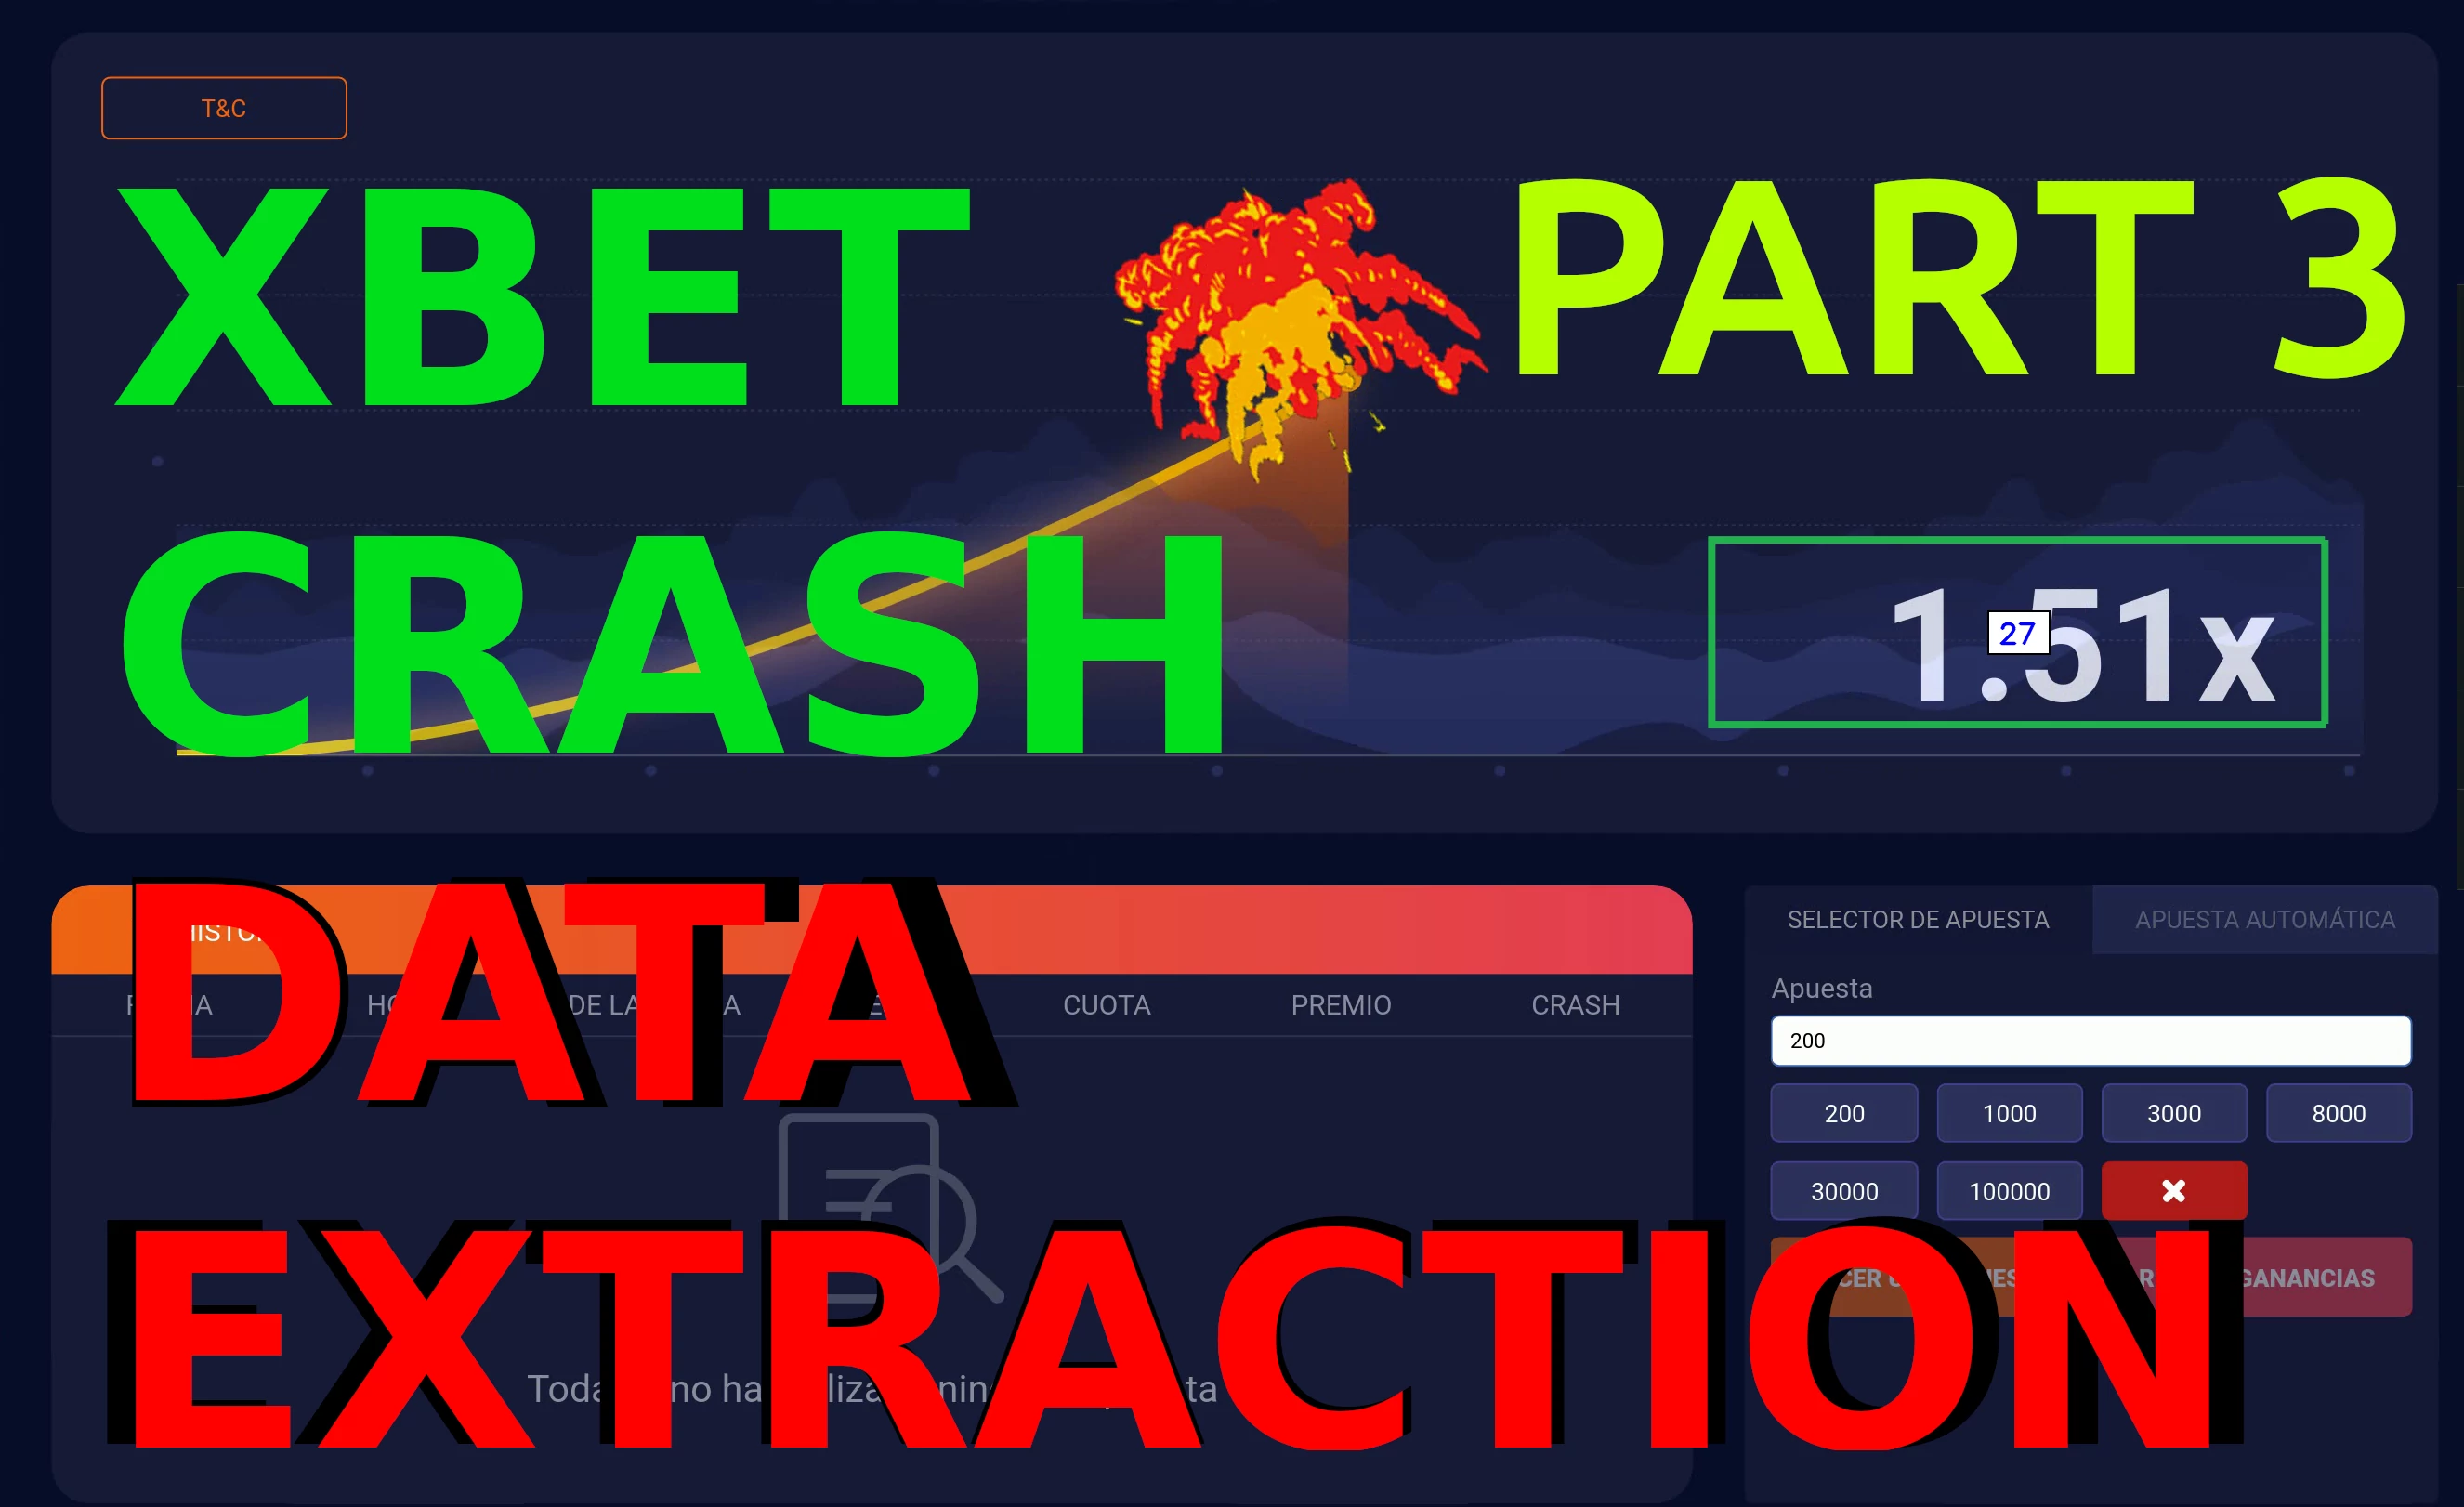 T&C
XBET
PART 3
CRASH
1.51x
27
DATA
SELECTOR DE APUESTA
APUESTA AUTOMÁTICA
CUOTA
PREMIO
CRASH
Apuesta
200
200
1000
3000
8000
30000
100000
EXTRACTION
GANANCIAS